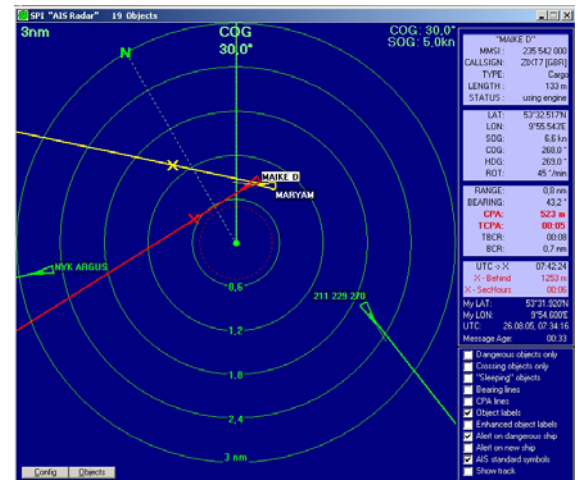 SPI "AIS Radar" 19 Objects
3nm
COG
30,0°
COG: 30,0°
SOG: 5,0kn
N
MAIKE D
MARYAM
NYK ARGUS
211 229 270
0,6
1,2
1,8
2,4
3 nm
Config Objects
"MAIKE D"
MMSI: 235 542 000
CALLSIGN: ZIXT7 [GBR]
TYPE: Cargo
LENGTH: 133 m
STATUS: using engine
LAT: 53°32.517N
LON: 9°55.543E
SOG: 6,6 kn
COG: 268,0 °
HDG: 269,0 °
ROT: 45 °/min
RANGE: 0,8 nm
BEARING: 43,2 °
CPA: 523 m
TCPA: 00:05
TBCR: 00:08
BCR: 0,7 nm
UTC -> X 07:42:24
X - Behind 1253 m
X - SecHours 00:06
My LAT: 53°31.920N
My LON: 9°54.600E
UTC: 26.08.05, 07:34:16
Message Age: 00:33
Dangerous objects only
Crossing objects only
"Sleeping" objects
Bearing lines
CPA lines
Object labels
Enhanced object labels
Alert on dangerous ship
Alert on new ship
AIS standard symbols
Show track